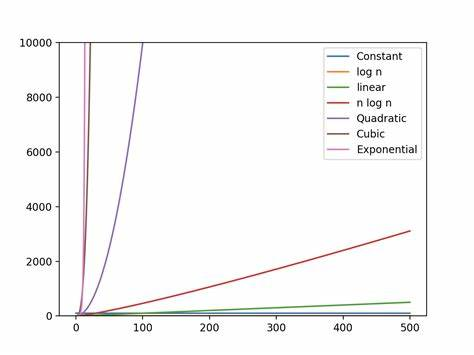 10000
8000
6000
4000
2000
0
0
100
200
300
400
500
Constant
log n
linear
n log n
Quadratic
Cubic
Exponential